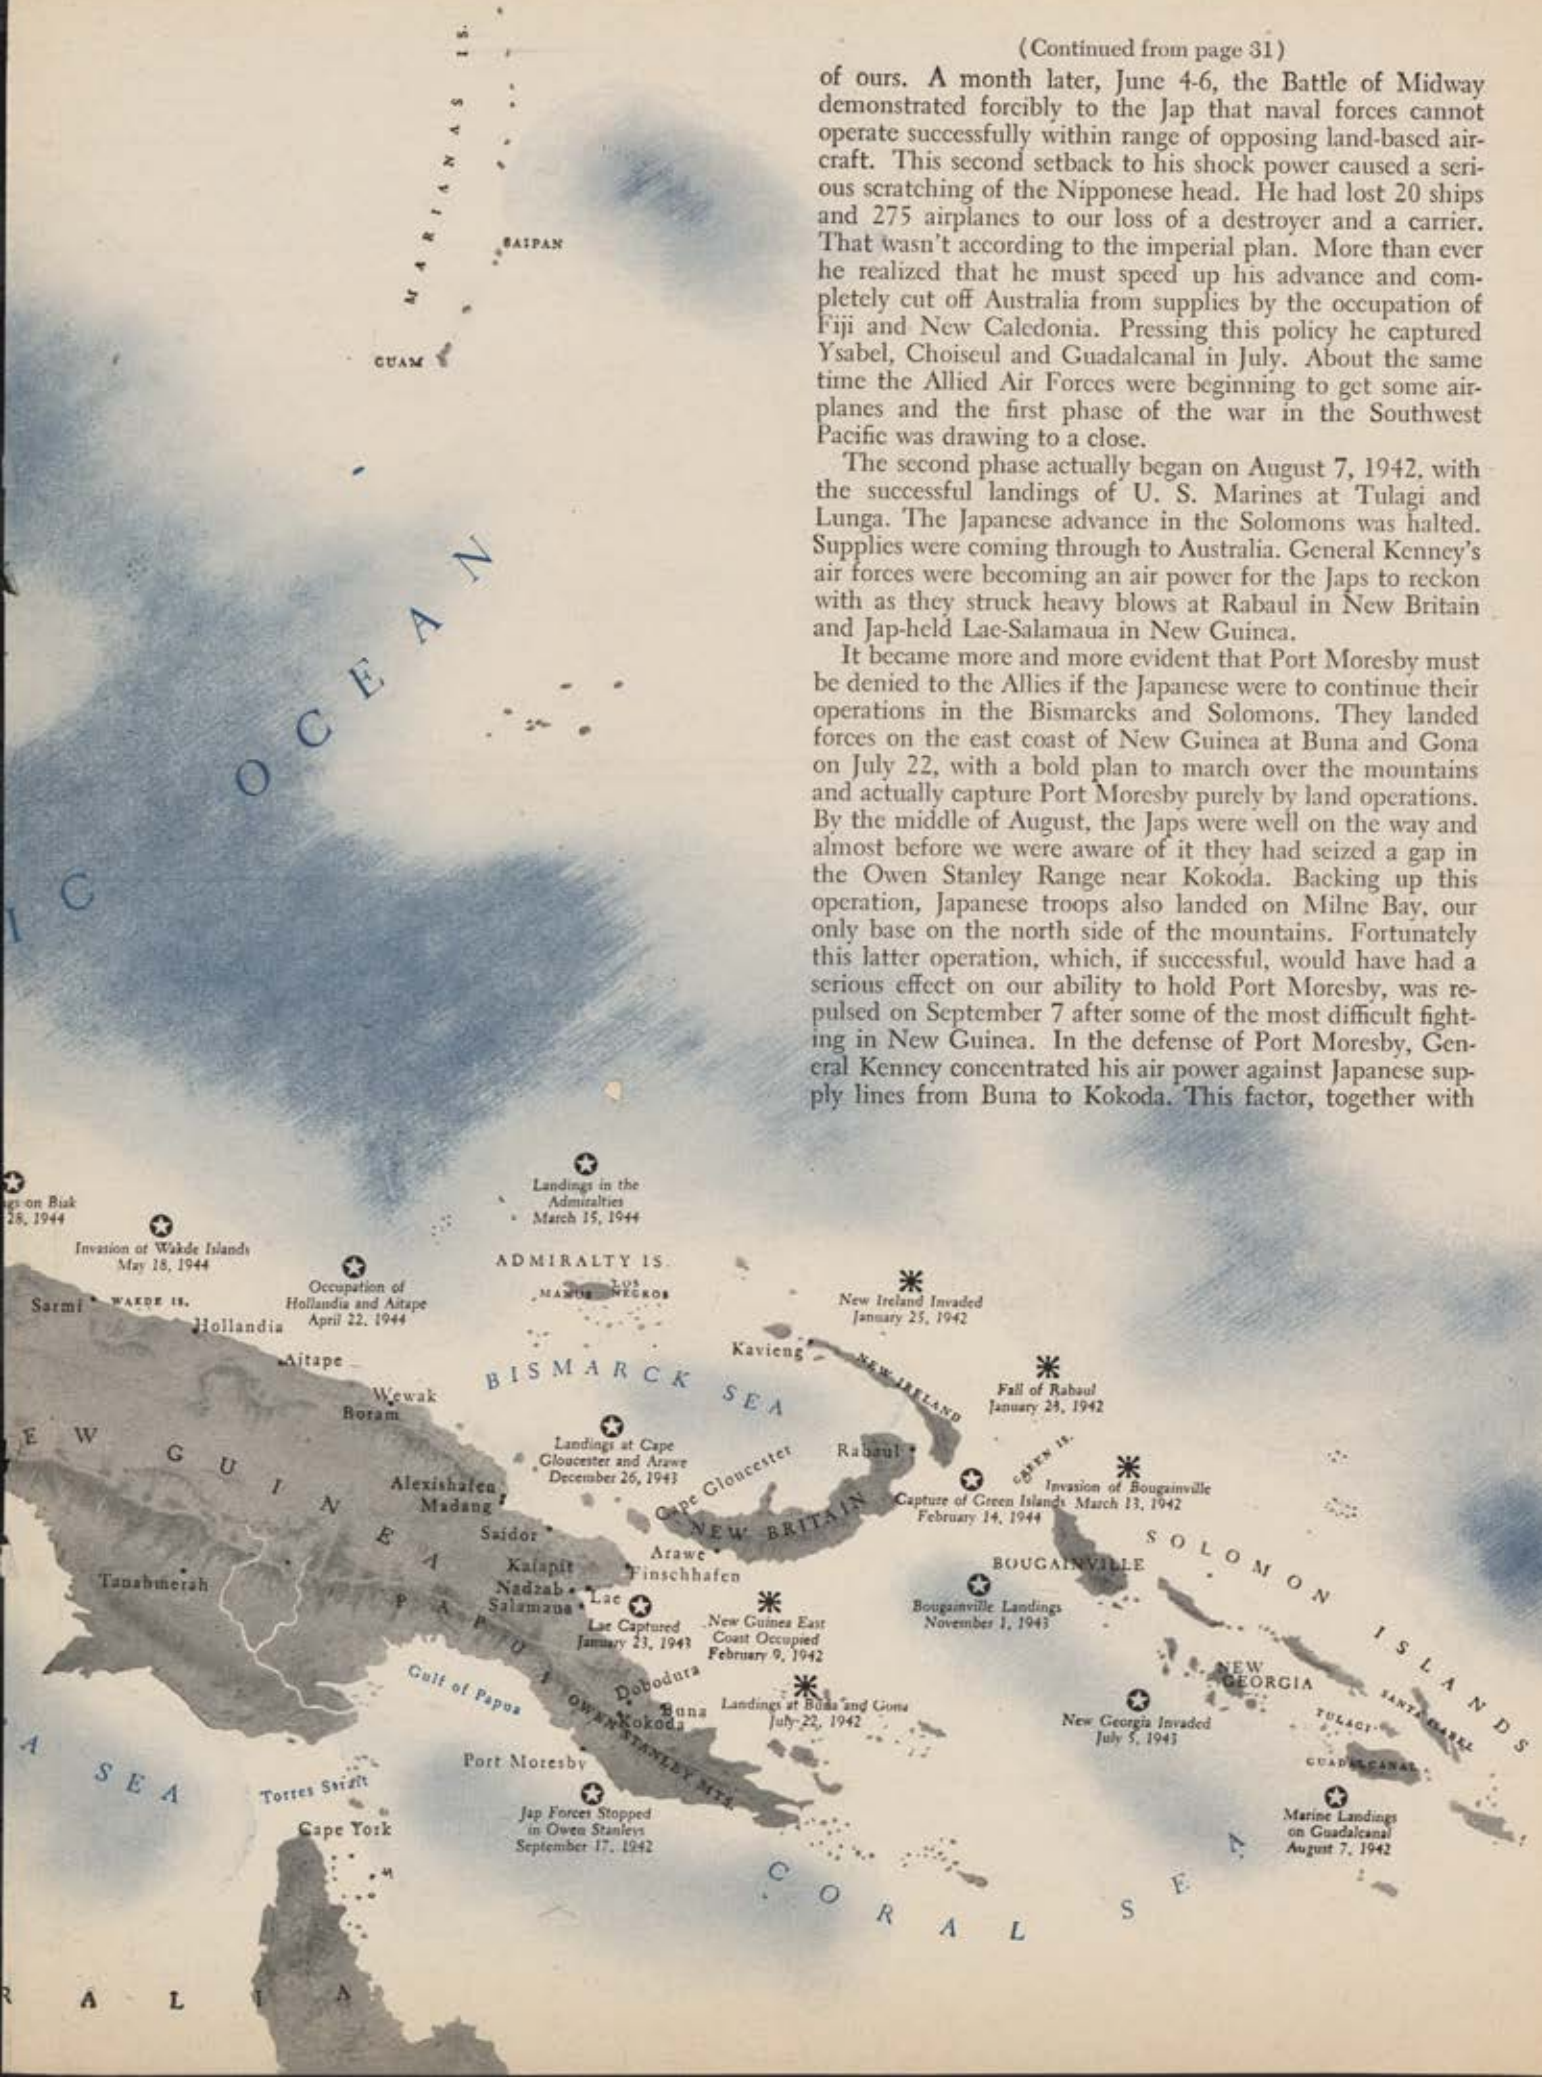 (Continued from page 31)
of ours. A month later, June 4-6, the Battle of Midway
demonstrated forcibly to the Jap that naval forces cannot
operate successfully within range of opposing land-based air-
craft. This second setback to his shock power caused a seri-
ous scratching of the Nipponese head. He had lost 20 ships
and 275 airplanes to our loss of a destroyer and a carrier.
That wasn't according to the imperial plan. More than ever
he realized that he must speed up his advance and com-
pletely cut off Australia from supplies by the occupation of
Fiji and New Caledonia. Pressing this policy he captured
Ysabel, Choiseul and Guadalcanal in July. About the same
time the Allied Air Forces were beginning to get some air-
planes and the first phase of the war in the Southwest
Pacific was drawing to a close.
The second phase actually began on August 7, 1942, with
the successful landings of U. S. Marines at Tulagi and
Lunga. The Japanese advance in the Solomons was halted.
Supplies were coming through to Australia. General Kenney's
air forces were becoming an air power for the Japs to reckon
with as they struck heavy blows at Rabaul in New Britain
and Jap-held Lae-Salamaua in New Guinea.
It became more and more evident that Port Moresby must
be denied to the Allies if the Japanese were to continue their
operations in the Bismarcks and Solomons. They landed
forces on the east coast of New Guinea at Buna and Gona
on July 22, with a bold plan to march over the mountains
and actually capture Port Moresby purely by land operations.
By the middle of August, the Japs were well on the way and
almost before we were aware of it they had seized a gap in
the Owen Stanley Range near Kokoda. Backing up this
operation, Japanese troops also landed on Milne Bay, our
only base on the north side of the mountains. Fortunately
this latter operation, which, if successful, would have had a
serious effect on our ability to hold Port Moresby, was re-
pulsed on September 7 after some of the most difficult fight-
ing in New Guinea. In the defense of Port Moresby, Gen-
eral Kenney concentrated his air power against Japanese sup-
ply lines from Buna to Kokoda. This factor, together with
MARIANAS IS.
SAIPAN
GUAM
IC OCEAN
gs on Biak
28, 1944
Invasion of Wakde Islands
May 18, 1944
Occupation of
Hollandia and Aitape
April 22, 1944
Landings in the
Admiralties
March 15, 1944
ADMIRALTY IS.
MANUS
LOS
NEGROS
Sarmi
WAKDE IS.
Hollandia
Aitape
Wewak
Boram
BISMARCK SEA
New Ireland Invaded
January 25, 1942
Kavieng
NEW IRELAND
Fall of Rabaul
January 23, 1942
Landings at Cape
Gloucester and Arawe
December 26, 1943
Cape Gloucester
Rabaul
GREEN IS.
Capture of Green Islands
February 14, 1944
Invasion of Bougainville
March 13, 1942
EW GUINEA
Alexishafen
Madang
Saidor
NEW BRITAIN
Arawe
Finschhafen
Kaiapit
Nadzab
Lae
Salamaua
Tanahmerah
PAPUA
Lae Captured
January 23, 1943
New Guinea East
Coast Occupied
February 9, 1942
BOUGAINVILLE
Bougainville Landings
November 1, 1943
SOLOMON ISLANDS
Gulf of Papua
Dobodura
Buna
Kokoda
OWEN STANLEY MTS.
Landings at Buna and Gona
July 22, 1942
NEW
GEORGIA
New Georgia Invaded
July 5, 1943
SANTA ISABEL
TULAGI
GUADALCANAL
Marine Landings
on Guadalcanal
August 7, 1942
Port Moresby
Jap Forces Stopped
in Owen Stanleys
September 17, 1942
A SEA
Torres Strait
Cape York
CORAL SEA
RALIA